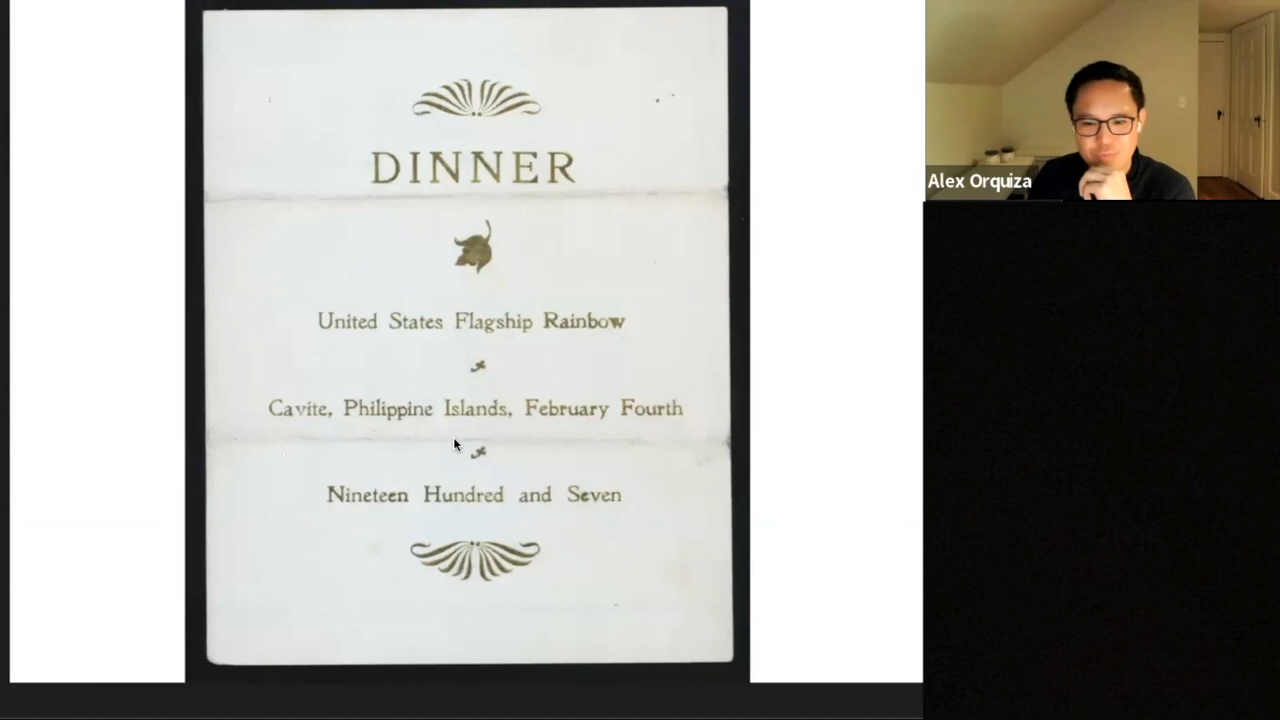 DINNER
United States Flagship Rainbow
Cavite, Philippine Islands, February Fourth
Nineteen Hundred and Seven
Alex Orquiza